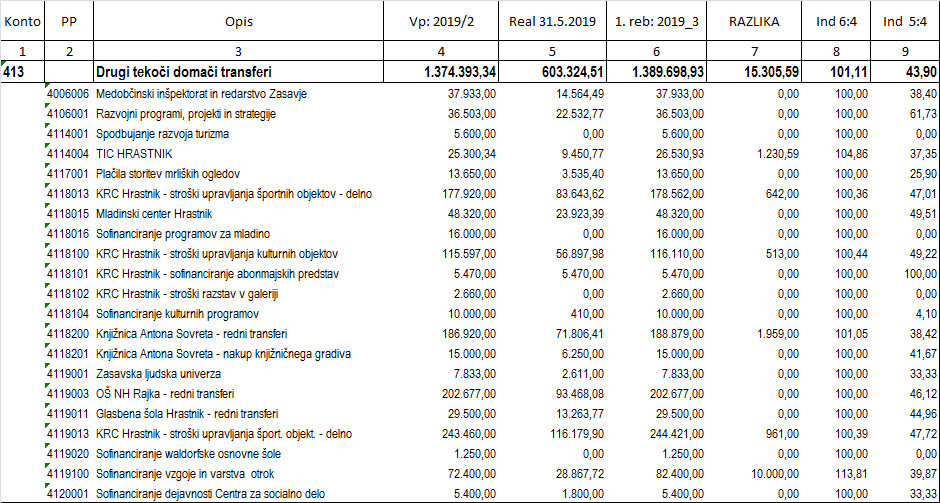 Konto PP Opis Vp: 2019/2 Real 31.5.2019 1. reb: 2019_3 RAZLIKA Ind 6:4 Ind 5:4
1 2 3 4 5 6 7 8 9
413 Drugi tekoči domači transferi 1.374.393,34 603.324,51 1.389.698,93 15.305,59 101,11 43,90
4006006 Medobčinski inšpektorat in redarstvo Zasavje 37.933,00 14.564,49 37.933,00 0,00 100,00 38,40
4106001 Razvojni programi, projekti in strategije 36.503,00 22.532,77 36.503,00 0,00 100,00 61,73
4114001 Spodbujanje razvoja turizma 5.600,00 0,00 5.600,00 0,00 100,00 0,00
4114004 TIC HRASTNIK 25.300,34 9.450,77 26.530,93 1.230,59 104,86 37,35
4117001 Plačila storitev mrliških ogledov 13.650,00 3.535,40 13.650,00 0,00 100,00 25,90
4118013 KRC Hrastnik - stroški upravljanja športnih objektov - delno 177.920,00 83.643,62 178.562,00 642,00 100,36 47,01
4118015 Mladinski center Hrastnik 48.320,00 23.923,39 48.320,00 0,00 100,00 49,51
4118016 Sofinanciranje programov za mladino 16.000,00 0,00 16.000,00 0,00 100,00 0,00
4118100 KRC Hrastnik - stroški upravljanja kulturnih objektov 115.597,00 56.897,98 116.110,00 513,00 100,44 49,22
4118101 KRC Hrastnik - sofinanciranje abonmajskih predstav 5.470,00 5.470,00 5.470,00 0,00 100,00 100,00
4118102 KRC Hrastnik - stroški razstav v galeriji 2.660,00 0,00 2.660,00 0,00 100,00 0,00
4118104 Sofinanciranje kulturnih programov 10.000,00 410,00 10.000,00 0,00 100,00 4,10
4118200 Knjižnica Antona Sovreta - redni transferi 186.920,00 71.806,41 188.879,00 1.959,00 101,05 38,42
4118201 Knjižnica Antona Sovreta - nakup knjižničnega gradiva 15.000,00 6.250,00 15.000,00 0,00 100,00 41,67
4119001 Zasavska ljudska univerza 7.833,00 2.611,00 7.833,00 0,00 100,00 33,33
4119003 OŠ NH Rajka - redni transferi 202.677,00 93.468,08 202.677,00 0,00 100,00 46,12
4119011 Glasbena šola Hrastnik - redni transferi 29.500,00 13.263,77 29.500,00 0,00 100,00 44,96
4119013 KRC Hrastnik - stroški upravljanja šport. objekt. - delno 243.460,00 116.179,90 244.421,00 961,00 100,39 47,72
4119020 Sofinanciranje waldorfske osnovne šole 1.250,00 0,00 1.250,00 0,00 100,00 0,00
4119100 Sofinanciranje vzgoje in varstva otrok 72.400,00 28.867,72 82.400,00 10.000,00 113,81 39,87
4120001 Sofinanciranje dejavnosti Centra za socialno delo 5.400,00 1.800,00 5.400,00 0,00 100,00 33,33